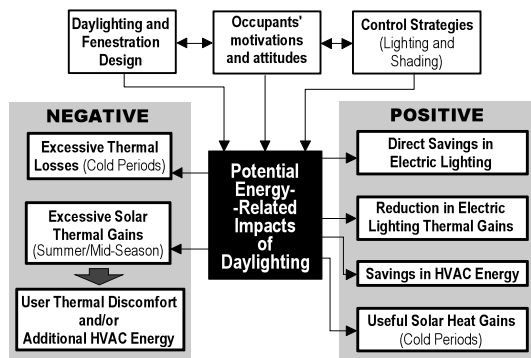 Daylighting and
Fenestration
Design
Occupants'
motivations
and attitudes
Control Strategies
(Lighting and
Shading)
NEGATIVE
Excessive Thermal
Losses (Cold Periods)
Excessive Solar
Thermal Gains
(Summer/Mid-Season)
User Thermal Discomfort
and/or
Additional HVAC Energy
Potential
Energy-
-Related
Impacts
of
Daylighting
POSITIVE
Direct Savings in
Electric Lighting
Reduction in Electric
Lighting Thermal Gains
Savings in HVAC Energy
Useful Solar Heat Gains
(Cold Periods)